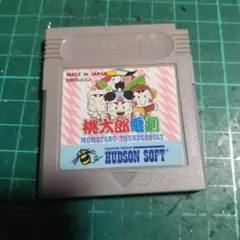 MADE IN JAPAN
桃太郎電劇
MOMOTARO THUNDERBOLT
HUDSON SOFT